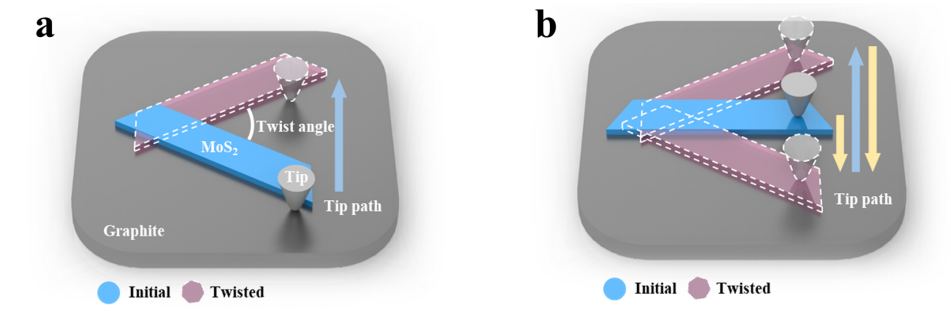 a
Twist angle
MoS₂
Tip
Tip path
Graphite
Initial Twisted
b
Tip path
Initial Twisted